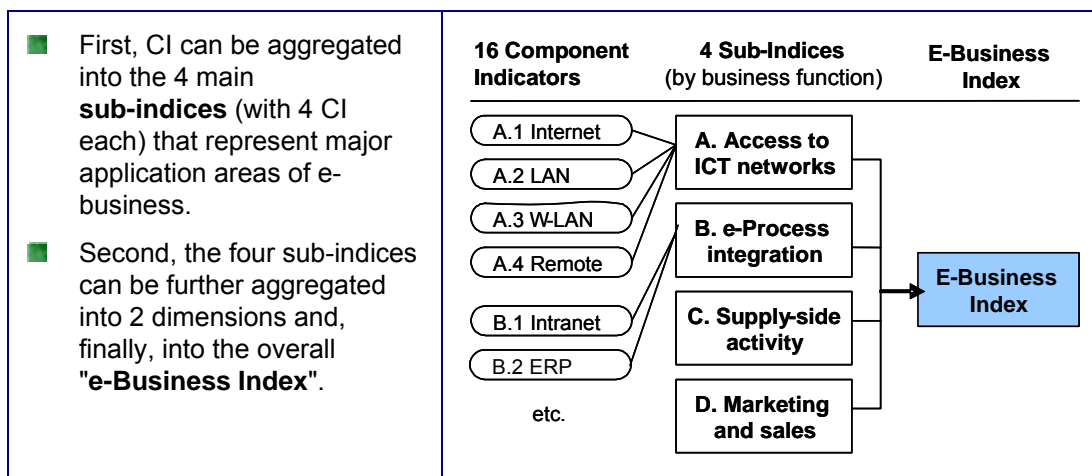 First, CI can be aggregated
into the 4 main
sub-indices (with 4 CI
each) that represent major
application areas of e-
business.
Second, the four sub-indices
can be further aggregated
into 2 dimensions and,
finally, into the overall
"e-Business Index".
16 Component
Indicators
4 Sub-Indices
(by business function)
E-Business
Index
A.1 Internet
A.2 LAN
A.3 W-LAN
A.4 Remote
B.1 Intranet
B.2 ERP
etc.
A. Access to
ICT networks
B. e-Process
integration
C. Supply-side
activity
D. Marketing
and sales
E-Business
Index